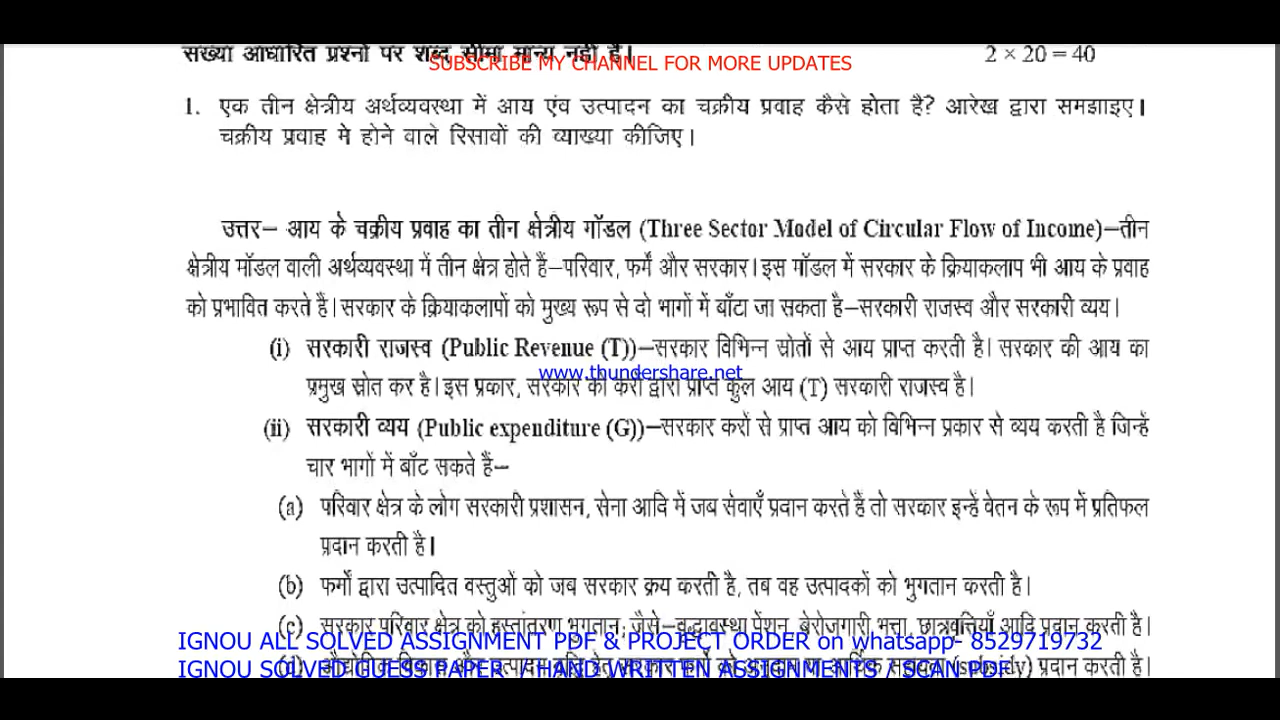 संख्या आधारित प्रश्नों पर शब्द सीमा मान्य नहीं है। 2 × 20 = 40
SUBSCRIBE MY CHANNEL FOR MORE UPDATES
1. एक तीन क्षेत्रीय अर्थव्यवस्था में आय एंव उत्पादन का चक्रीय प्रवाह कैसे होता है? आरेख द्वारा समझाइए।
चक्रीय प्रवाह मे होने वाले रिसावों की व्याख्या कीजिए।
उत्तर– आय के चक्रीय प्रवाह का तीन क्षेत्रीय मॉडल (Three Sector Model of Circular Flow of Income)–तीन
क्षेत्रीय मॉडल वाली अर्थव्यवस्था में तीन क्षेत्र होते हैं–परिवार, फर्में और सरकार। इस मॉडल में सरकार के क्रियाकलाप भी आय के प्रवाह
को प्रभावित करते हैं। सरकार के क्रियाकलापों को मुख्य रूप से दो भागों में बाँटा जा सकता है–सरकारी राजस्व और सरकारी व्यय।
(i) सरकारी राजस्व (Public Revenue (T))–सरकार विभिन्न स्रोतों से आय प्राप्त करती है। सरकार की आय का
www.thundershare.net
प्रमुख स्रोत कर है। इस प्रकार, सरकार की करों द्वारा प्राप्त कुल आय (T) सरकारी राजस्व है।
(ii) सरकारी व्यय (Public expenditure (G))–सरकार करों से प्राप्त आय को विभिन्न प्रकार से व्यय करती है जिन्हें
चार भागों में बाँट सकते हैं–
(a) परिवार क्षेत्र के लोग सरकारी प्रशासन, सेना आदि में जब सेवाएँ प्रदान करते हैं तो सरकार इन्हें वेतन के रूप में प्रतिफल
प्रदान करती है।
(b) फर्मों द्वारा उत्पादित वस्तुओं को जब सरकार क्रय करती है, तब वह उत्पादकों को भुगतान करती है।
(c) सरकार परिवार क्षेत्र को हस्तांतरण भुगतान; जैसे–वृद्धावस्था पेंशन, बेरोजगारी भत्ता, छात्रवृत्तियाँ आदि प्रदान करती है।
IGNOU ALL SOLVED ASSIGNMENT PDF & PROJECT ORDER on whatsapp- 8529719732
(subsidy) प्रदान करती है।
IGNOU SOLVED GUESS PAPER / HAND WRITTEN ASSIGNMENTS / SCAN PDF